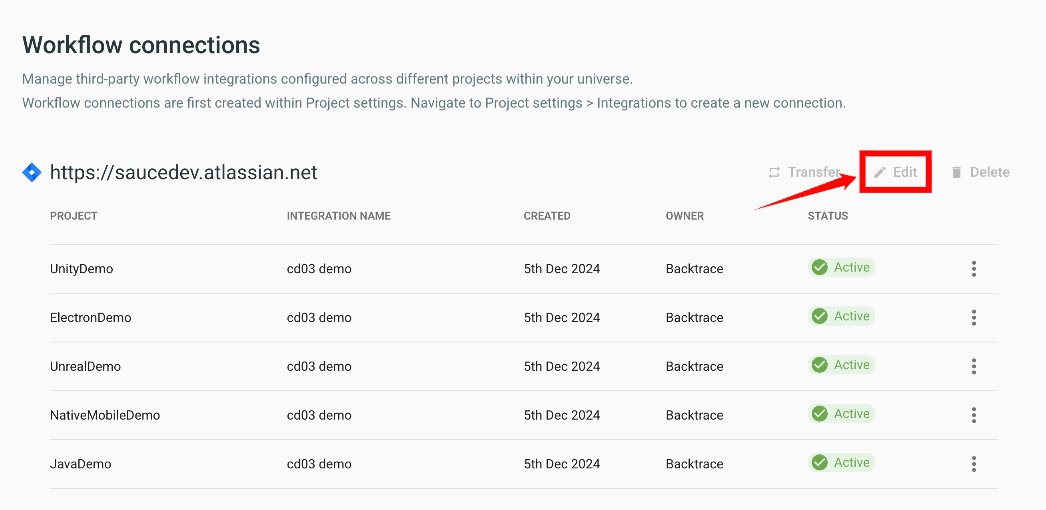 Workflow connections
Manage third-party workflow integrations configured across different projects within your universe.
Workflow connections are first created within Project settings. Navigate to Project settings > Integrations to create a new connection.
https://saucedev.atlassian.net Transfer Edit Delete
PROJECT INTEGRATION NAME CREATED OWNER STATUS
UnityDemo cd03 demo 5th Dec 2024 Backtrace Active
ElectronDemo cd03 demo 5th Dec 2024 Backtrace Active
UnrealDemo cd03 demo 5th Dec 2024 Backtrace Active
NativeMobileDemo cd03 demo 5th Dec 2024 Backtrace Active
JavaDemo cd03 demo 5th Dec 2024 Backtrace Active